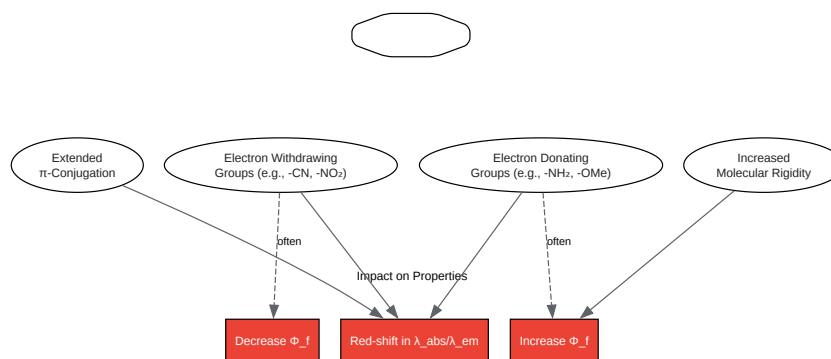 Extended
π-Conjugation
Electron Withdrawing
Groups (e.g., -CN, -NO₂)
Electron Donating
Groups (e.g., -NH₂, -OMe)
Increased
Molecular Rigidity
often
often
Impact on Properties
Decrease Φ_f
Red-shift in λ_abs/λ_em
Increase Φ_f